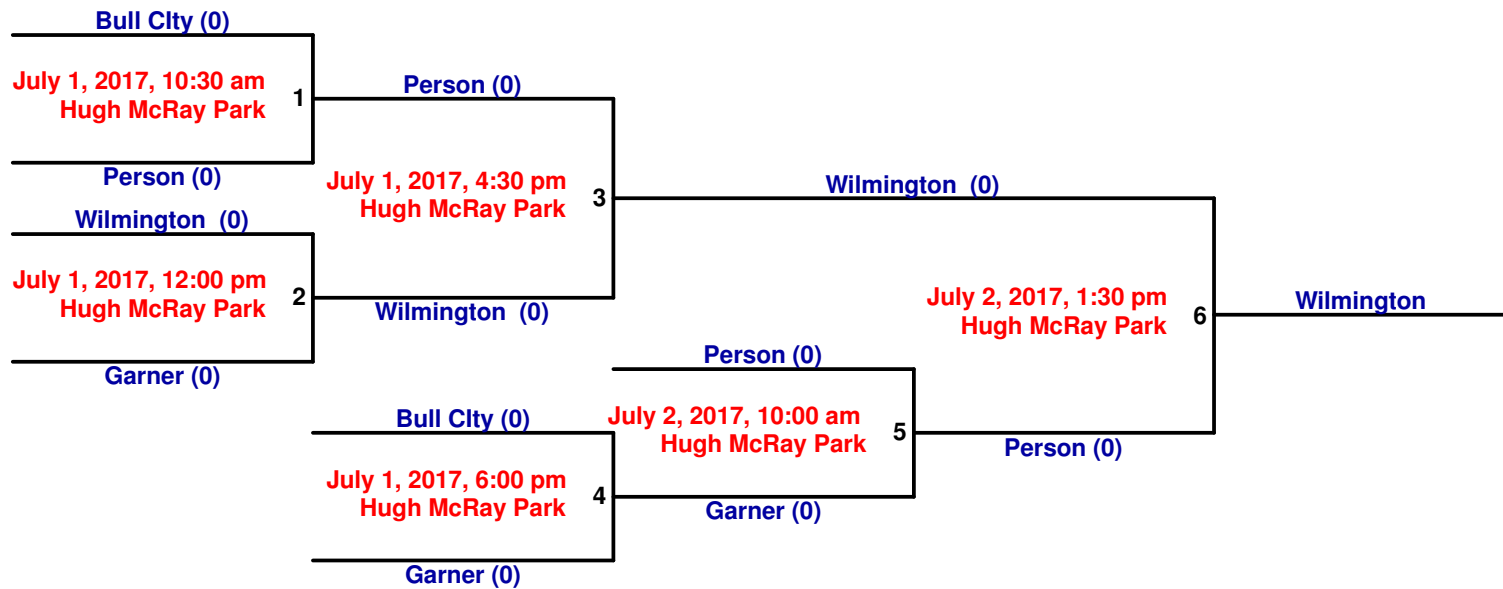 Bull CIty (0)
July 1, 2017, 10:30 am
Hugh McRay Park
1
Person (0)
Person (0)
July 1, 2017, 4:30 pm
Hugh McRay Park
3
Wilmington  (0)
Wilmington  (0)
July 1, 2017, 12:00 pm
Hugh McRay Park
2
Wilmington  (0)
Garner (0)
July 2, 2017, 1:30 pm
Hugh McRay Park
6
Wilmington
Person (0)
Bull CIty (0)
July 2, 2017, 10:00 am
Hugh McRay Park
5
Person (0)
July 1, 2017, 6:00 pm
Hugh McRay Park
4
Garner (0)
Garner (0)